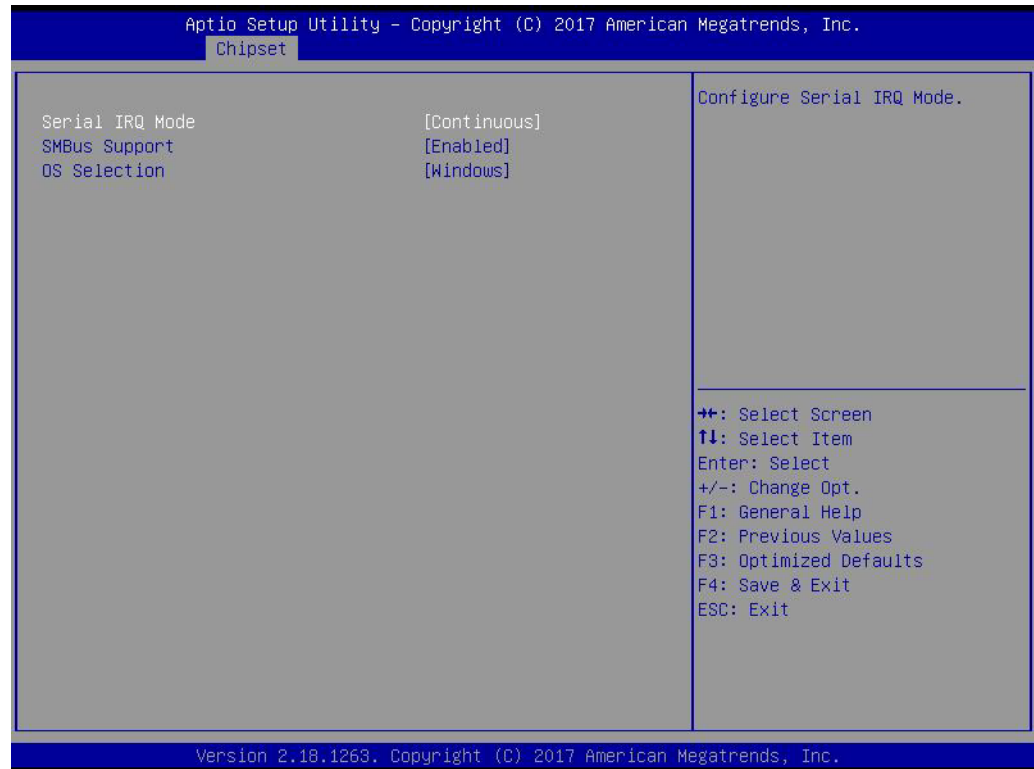 Aptio Setup Utility – Copyright (C) 2017 American Megatrends, Inc.
Chipset
Serial IRQ Mode [Continuous]
SMBus Support [Enabled]
OS Selection [Windows]
Configure Serial IRQ Mode.
→←: Select Screen
↑↓: Select Item
Enter: Select
+/-: Change Opt.
F1: General Help
F2: Previous Values
F3: Optimized Defaults
F4: Save & Exit
ESC: Exit
Version 2.18.1263. Copyright (C) 2017 American Megatrends, Inc.